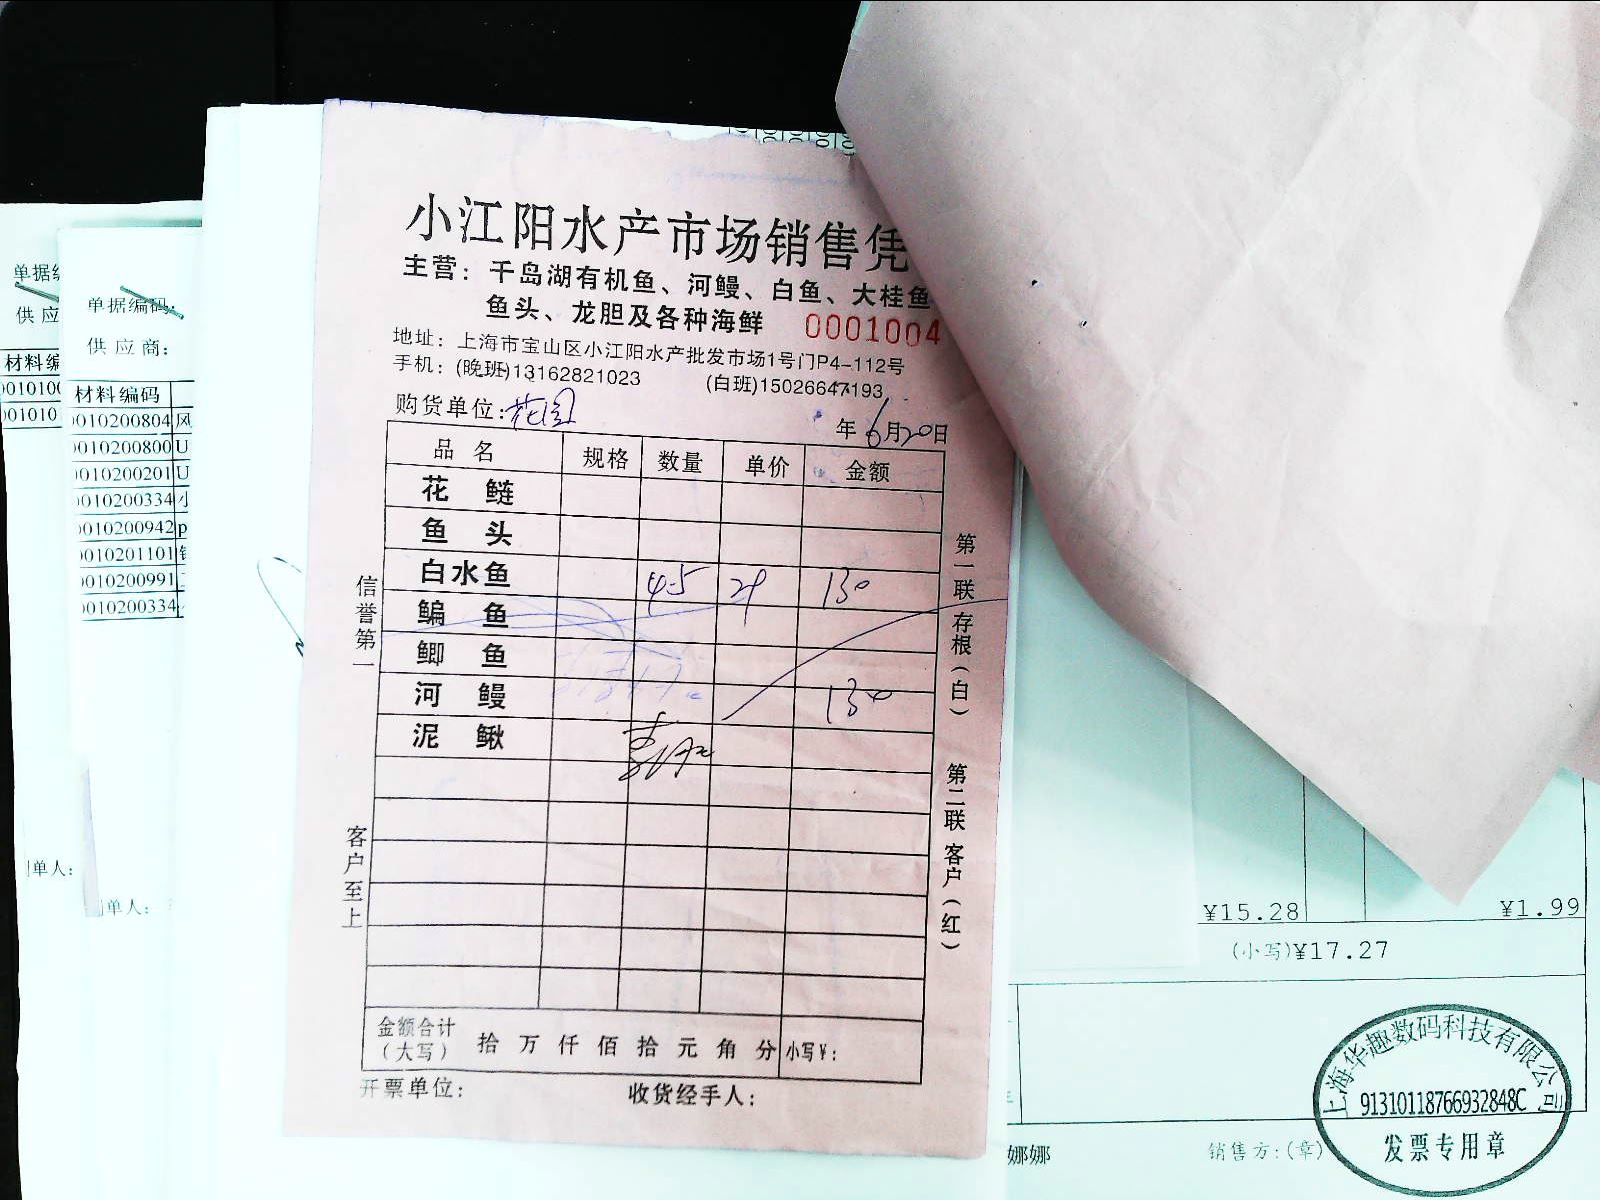 小江阳水产市场销售凭
主营：千岛湖有机鱼、河鳗、白鱼、大桂鱼
鱼头、龙胆及各种海鲜 0001004
地址：上海市宝山区小江阳水产批发市场1号门P4-112号
手机：(晚班)13162821023 (白班)15026647193
购货单位：花园 年6月20日
品名 规格 数量 单价 金额
花鲢
鱼头
白水鱼 4.5 29 130
鳊鱼
鲫鱼
河鳗 130
泥鳅
金额合计（大写） 拾万仟佰拾元角分 小写¥：
开票单位： 收货经手人：
信誉第一
客户至上
第一联 存根（白）
第二联 客户（红）
单据编
供应
材料编
单据编码：
供应商：
材料编码
0010200804 风
0010200800 U
0010200201 U
0010200334 小
0010200942 p
0010201101
0010200991
0010200334
单人：
单人：
¥15.28 ¥1.99
(小写)¥17.27
上海华趣数码科技有限公司
91310118766932848C
发票专用章
娜娜
销售方：(章)